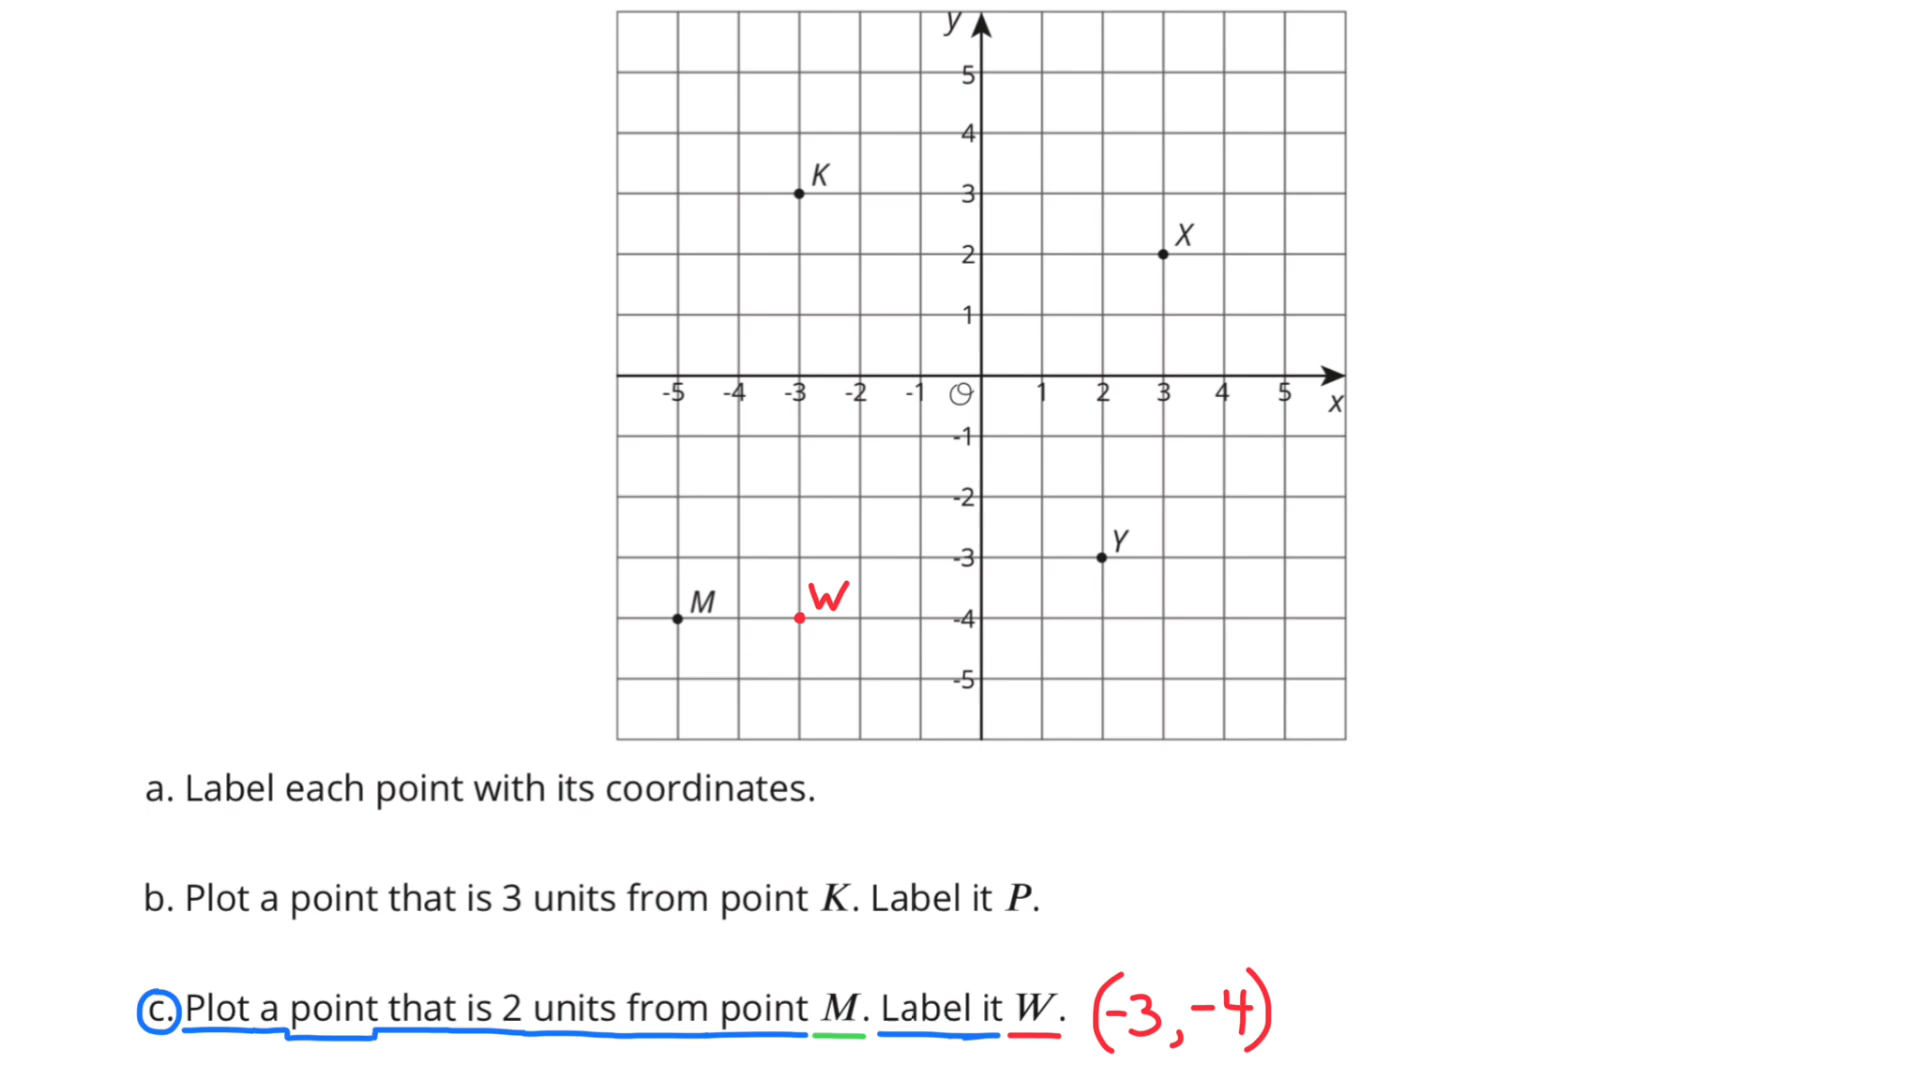 y
5
4
K
3
X
2
1
-5 -4 -3 -2 -1 O 1 2 3 4 5
x
-1
-2
Y
-3
M W
-4
-5
a. Label each point with its coordinates.
b. Plot a point that is 3 units from point K. Label it P.
c. Plot a point that is 2 units from point M. Label it W. (-3, -4)